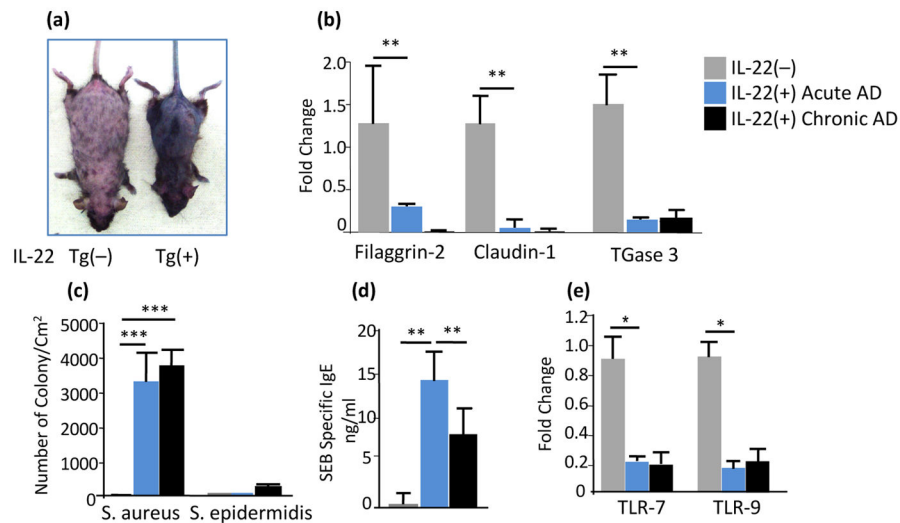 (a)
IL-22 Tg(–) Tg(+)
(b)
** ** **
Fold Change
2.0
1.5
1.0
0.5
0
Filaggrin-2 Claudin-1 TGase 3
IL-22(–)
IL-22(+) Acute AD
IL-22(+) Chronic AD
(c)
***
***
Number of Colony/Cm²
5000
4000
3000
2000
1000
0
S. aureus S. epidermidis
(d)
** **
SEB Specific IgE
ng/ml
20
15
10
5
0
(e)
* *
Fold Change
1.2
1.0
0.8
0.6
0.4
0.2
0
TLR-7 TLR-9